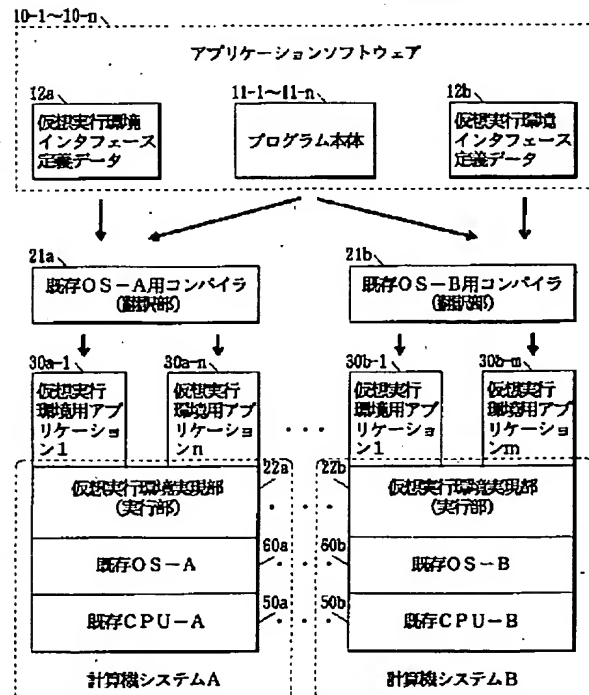 10-1～10-n
アプリケーションソフトウェア
12a
11-1～11-n
12b
仮想実行環境
インタフェース
定義データ
プログラム本体
仮想実行環境
インタフェース
定義データ
21a
21b
既存OS－A用コンパイラ
(翻訳部)
既存OS－B用コンパイラ
(翻訳部)
30a-1
30a-n
30b-1
30b-m
仮想実行
環境用アプ
リケーショ
ン1
仮想実行
環境用アプ
リケーショ
ンn
・・・
仮想実行
環境用アプ
リケーショ
ン1
仮想実行
環境用アプ
リケーショ
ンm
22a
22b
仮想実行環境実現部
(実行部)
仮想実行環境実現部
(実行部)
・・・
60a
60b
既存OS－A
・・・
既存OS－B
50a
50b
既存CPU－A
・・・
既存CPU－B
計算機システムA
計算機システムB